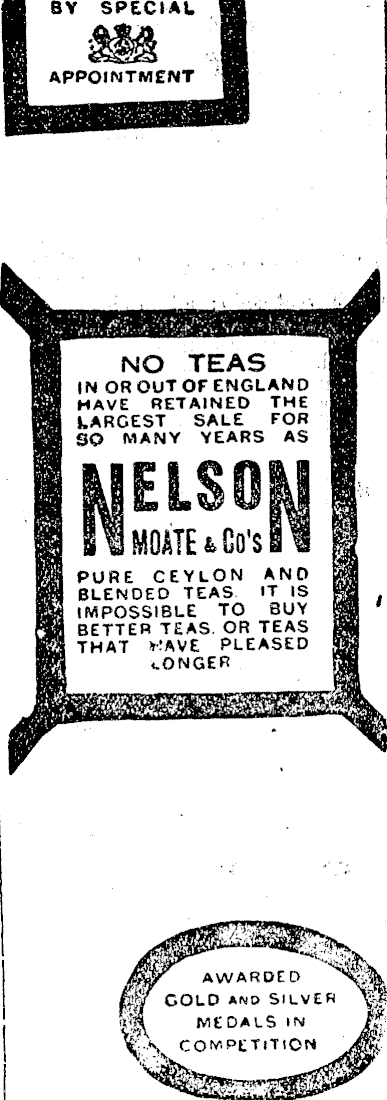 BY SPECIAL
APPOINTMENT
NO TEAS
IN OR OUT OF ENGLAND
HAVE RETAINED THE
LARGEST SALE FOR
SO MANY YEARS AS
NELSON
MOATE & Co's
PURE CEYLON AND
BLENDED TEAS. IT IS
IMPOSSIBLE TO BUY
BETTER TEAS. OR TEAS
THAT HAVE PLEASED
LONGER
AWARDED
GOLD AND SILVER
MEDALS IN
COMPETITION